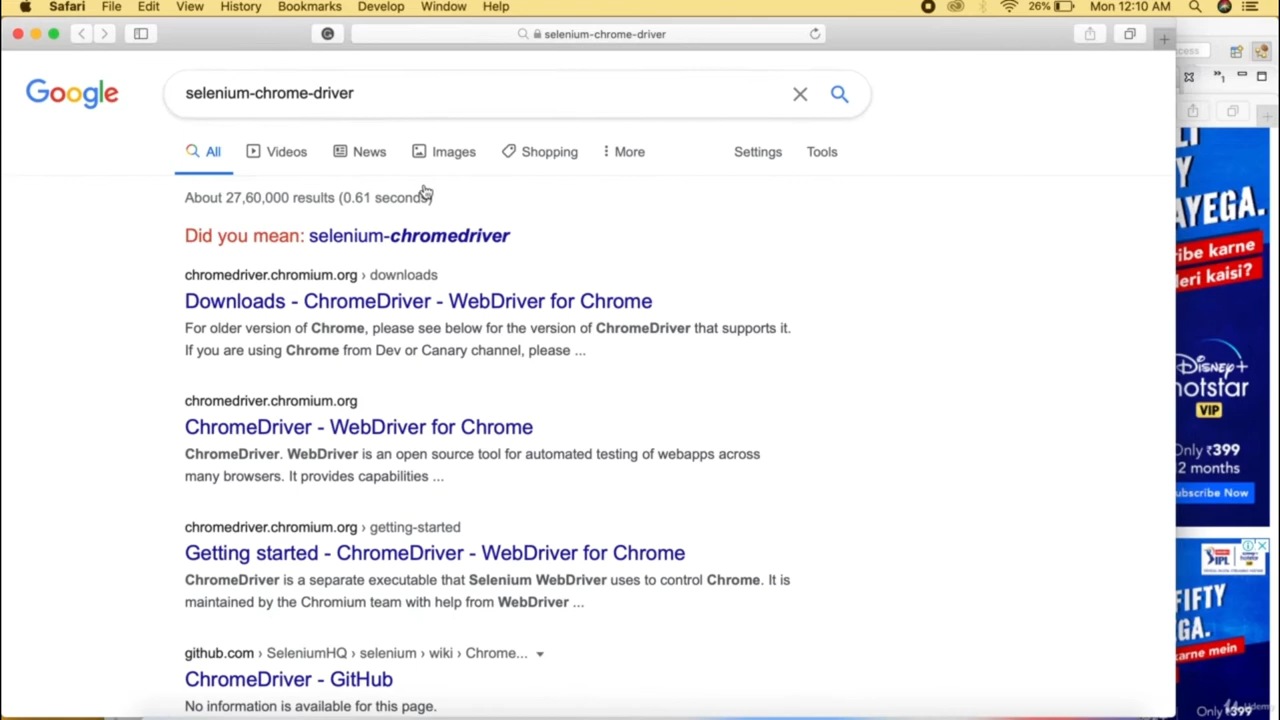 Safari File Edit View History Bookmarks Develop Window Help 26% Mon 12:10 AM
selenium-chrome-driver
Google selenium-chrome-driver
All Videos News Images Shopping More Settings Tools
About 27,60,000 results (0.61 seconds)
Did you mean: selenium-chromedriver
chromedriver.chromium.org › downloads
Downloads - ChromeDriver - WebDriver for Chrome
For older version of Chrome, please see below for the version of ChromeDriver that supports it.
If you are using Chrome from Dev or Canary channel, please ...
chromedriver.chromium.org
ChromeDriver - WebDriver for Chrome
ChromeDriver. WebDriver is an open source tool for automated testing of webapps across
many browsers. It provides capabilities ...
chromedriver.chromium.org › getting-started
Getting started - ChromeDriver - WebDriver for Chrome
ChromeDriver is a separate executable that Selenium WebDriver uses to control Chrome. It is
maintained by the Chromium team with help from WebDriver ...
github.com › SeleniumHQ › selenium › wiki › Chrome...
ChromeDriver - GitHub
No information is available for this page.
cess
AYEGA.
ribe karne
leri kaisi?
Disney+
hotstar
VIP
Only ₹399
12 months
ubscribe Now
IPL
FIFTY
GA.
karne mein
Only ₹399
Udemy